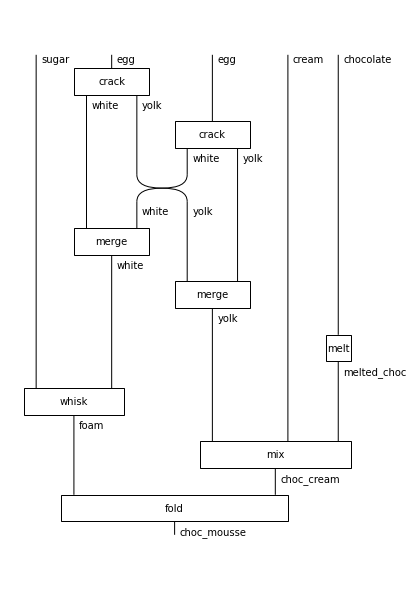 sugar egg egg cream chocolate
crack
white yolk
crack
white yolk
white yolk
merge
white
merge
yolk
melt
melted_choc
whisk
foam
mix
choc_cream
fold
choc_mousse